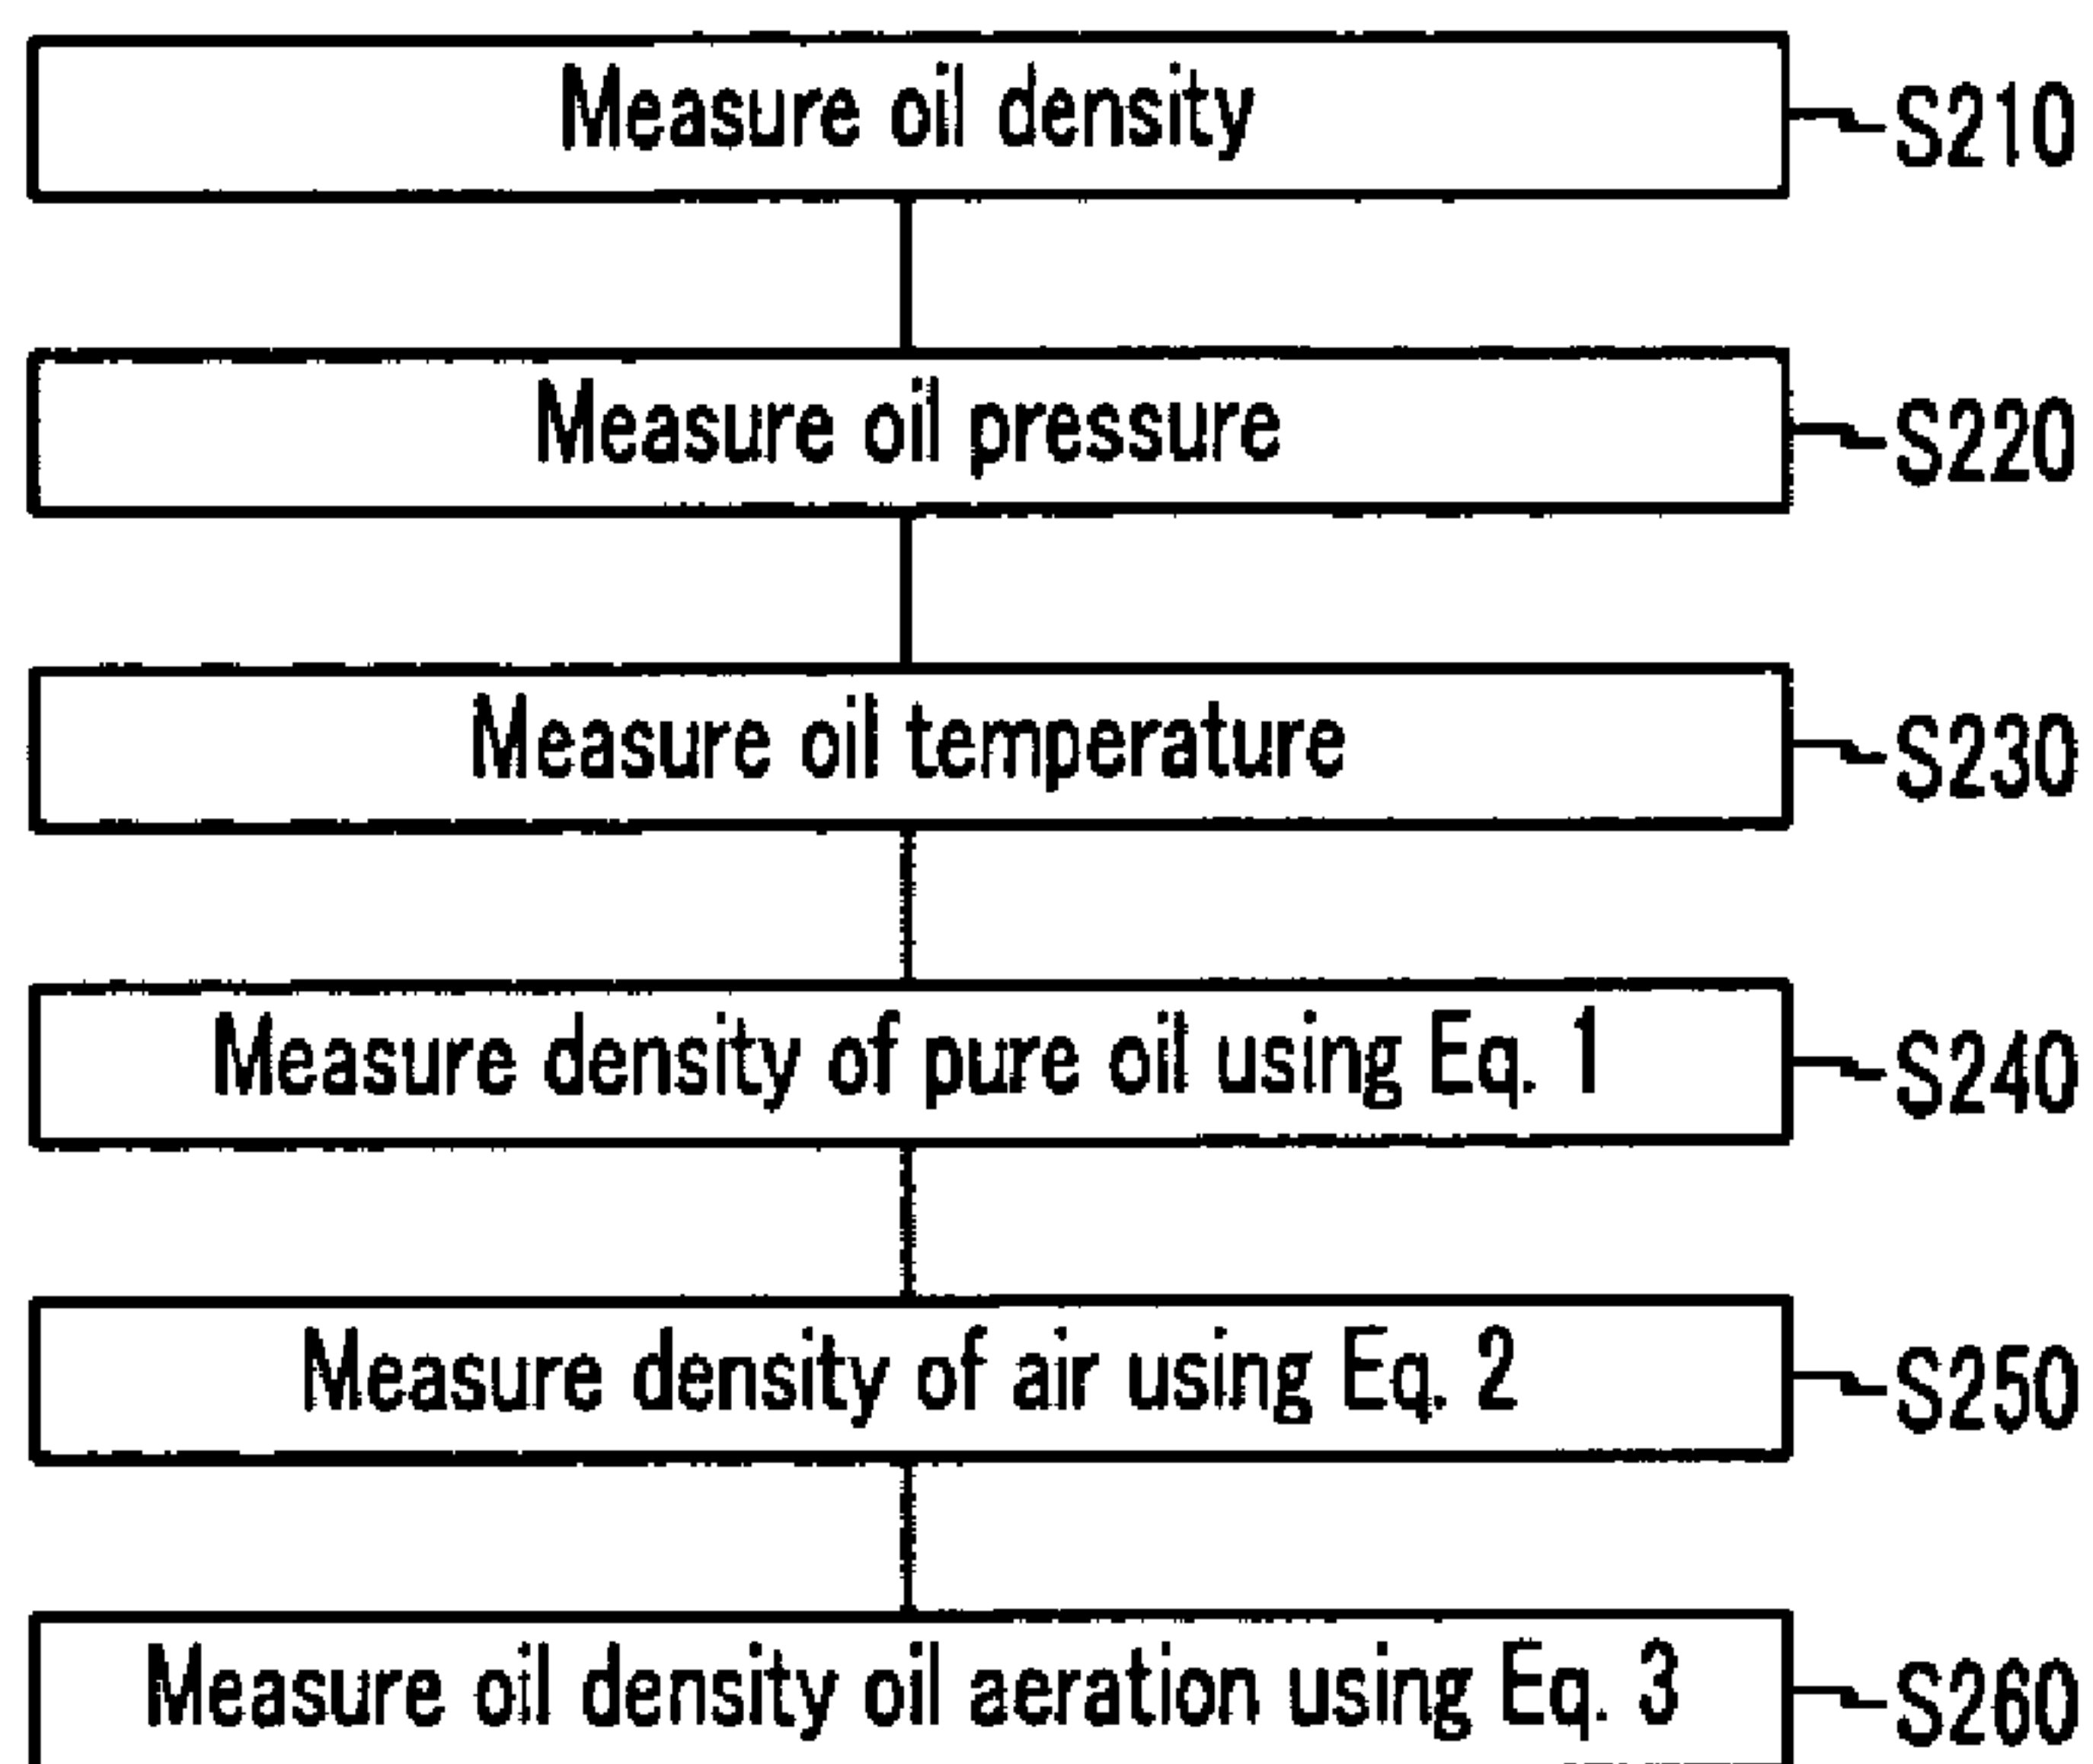 Measure oil density
S210
Measure oil pressure
S220
Measure oil temperature
S230
Measure density of pure oil using Eq. 1
S240
Measure density of air using Eq. 2
S250
Measure oil density oil aeration using Eq. 3
S260